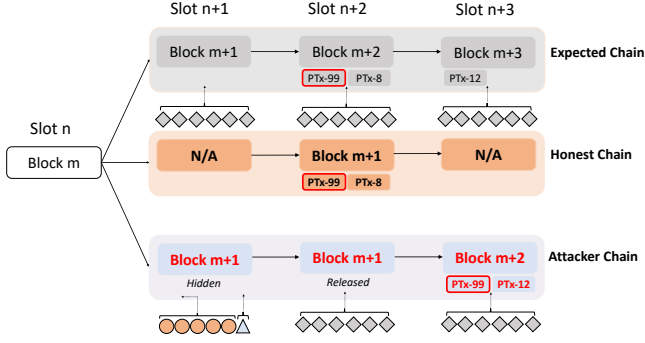 Slot n+1 Slot n+2 Slot n+3
Block m+1 Block m+2 Block m+3 Expected Chain
PTx-99 PTx-8 PTx-12
Slot n
Block m
N/A Block m+1 N/A Honest Chain
PTx-99 PTx-8
Block m+1 Block m+1 Block m+2 Attacker Chain
Hidden Released PTx-99 PTx-12